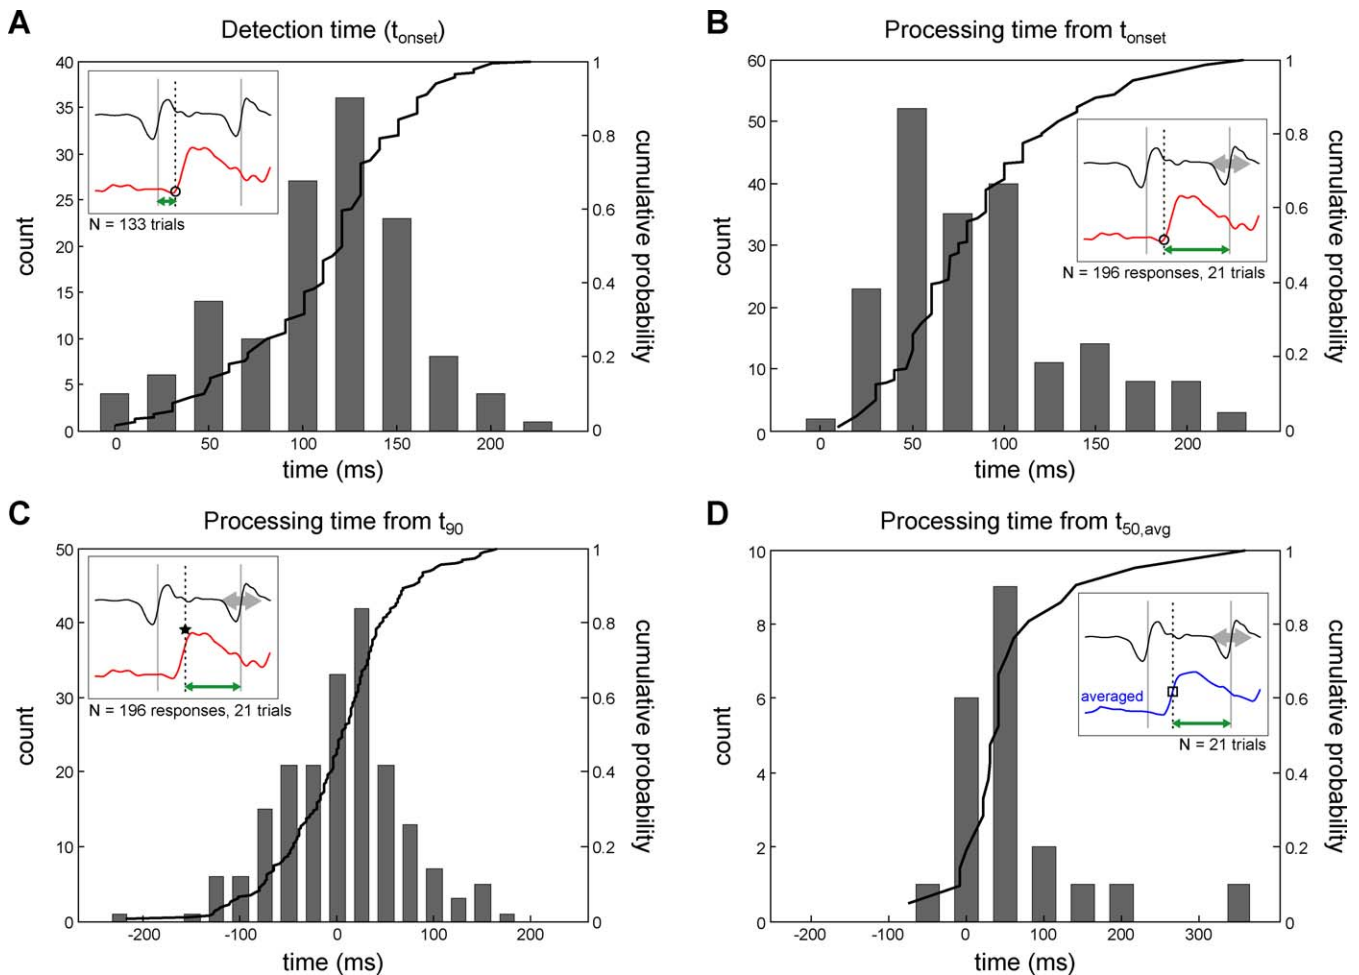 A
Detection time (tonset)
40
35
30
25
20
15
10
5
0
count
1
0.8
0.6
0.4
0.2
0
cumulative probability
0
50
100
150
200
time (ms)
N = 133 trials
B
Processing time from tonset
60
50
40
30
20
10
0
count
1
0.8
0.6
0.4
0.2
0
cumulative probability
0
50
100
150
200
time (ms)
N = 196 responses, 21 trials
C
Processing time from t90
50
40
30
20
10
0
count
1
0.8
0.6
0.4
0.2
0
cumulative probability
-200
-100
0
100
200
time (ms)
N = 196 responses, 21 trials
D
Processing time from t50,avg
10
8
6
4
2
0
count
1
0.8
0.6
0.4
0.2
0
cumulative probability
-200
-100
0
100
200
300
time (ms)
averaged
N = 21 trials